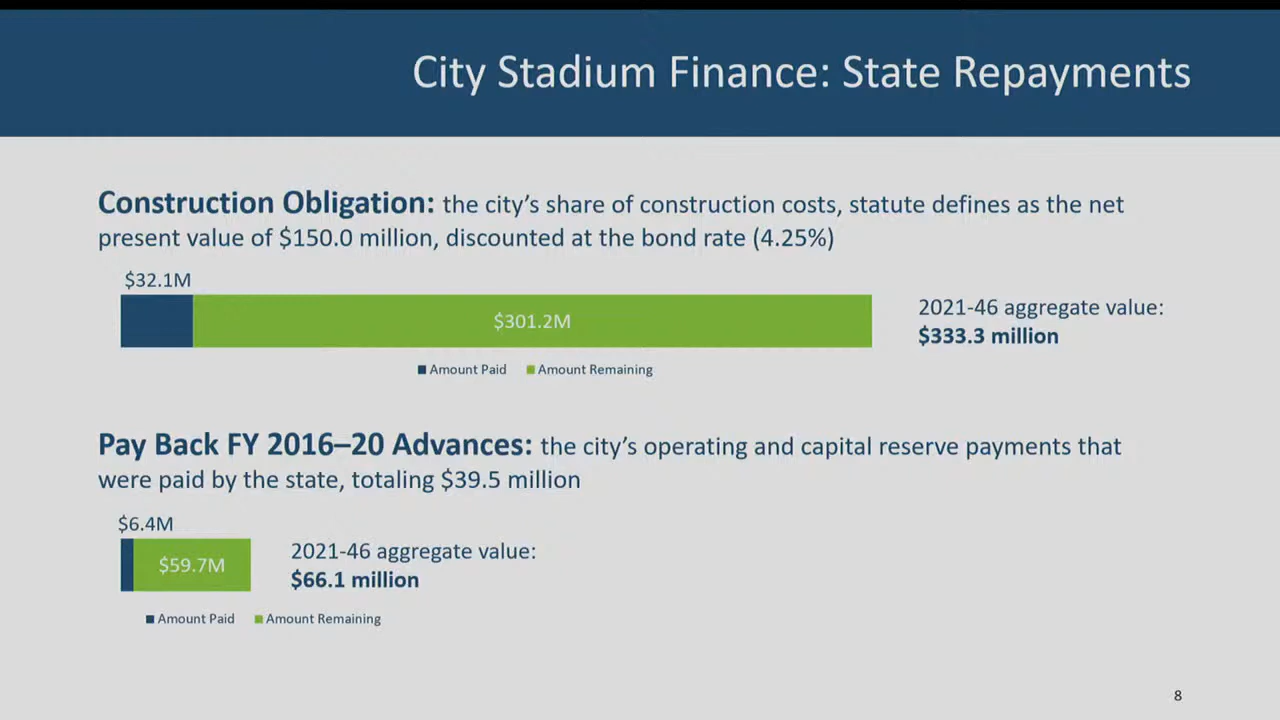 City Stadium Finance: State Repayments
Construction Obligation: the city’s share of construction costs, statute defines as the net
present value of $150.0 million, discounted at the bond rate (4.25%)
$32.1M
$301.2M
2021-46 aggregate value:
$333.3 million
Amount Paid Amount Remaining
Pay Back FY 2016–20 Advances: the city’s operating and capital reserve payments that
were paid by the state, totaling $39.5 million
$6.4M
$59.7M
2021-46 aggregate value:
$66.1 million
Amount Paid Amount Remaining
8